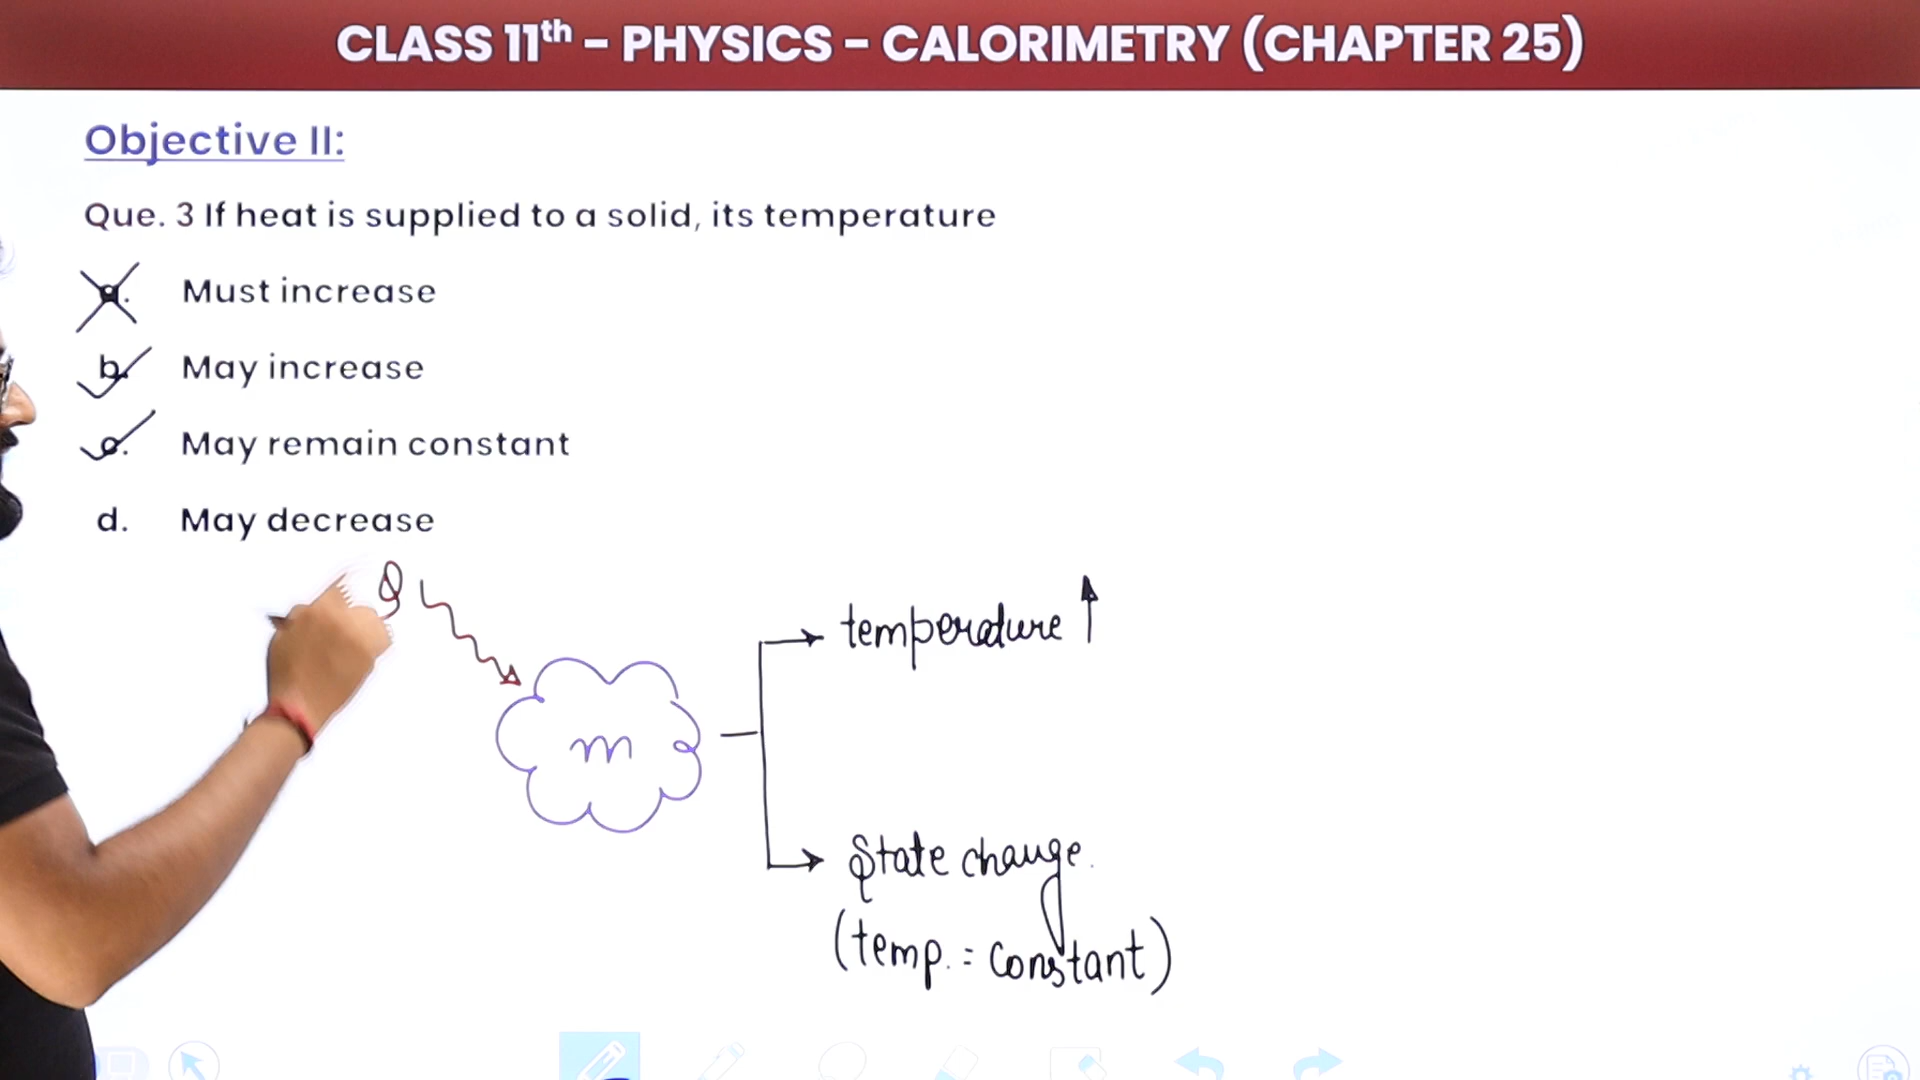 CLASS 11th – PHYSICS – CALORIMETRY (CHAPTER 25)
Objective II:
Que. 3 If heat is supplied to a solid, its temperature
a. Must increase
b. May increase
c. May remain constant
d. May decrease
Q
temperature ↑
m
State change.
(temp. = constant)